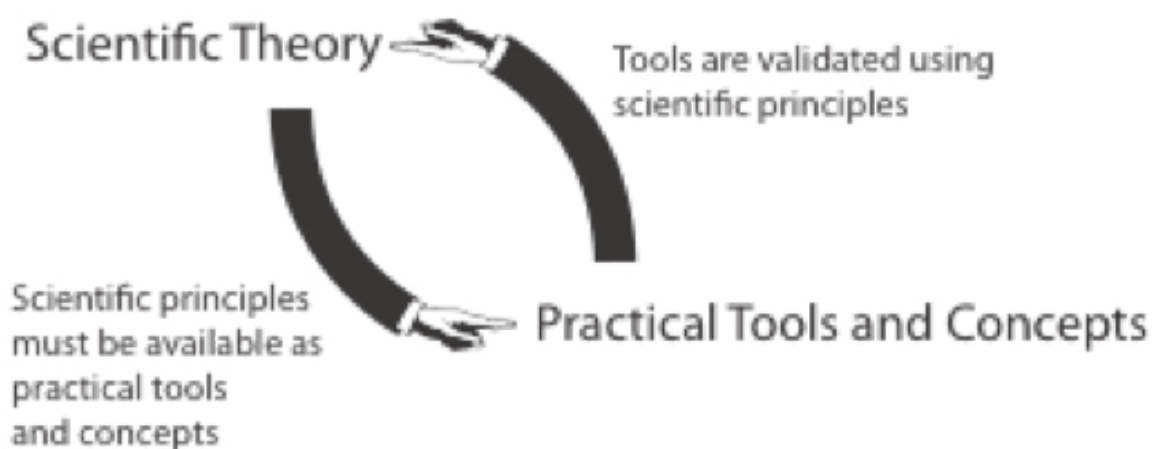 Scientific Theory
Tools are validated using
scientific principles
Scientific principles
must be available as
practical tools
and concepts
Practical Tools and Concepts